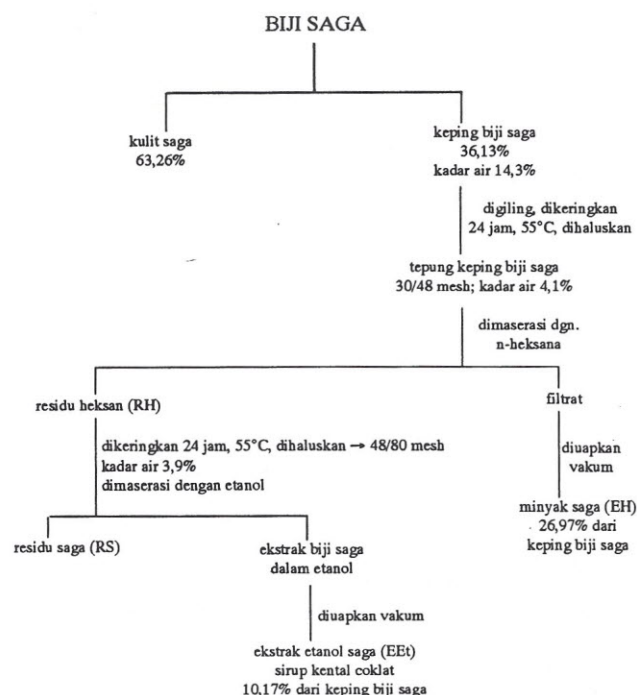 BIJI SAGA
kulit saga
63,26%
keping biji saga
36,13%
kadar air 14,3%
digiling, dikeringkan
24 jam, 55°C, dihaluskan
tepung keping biji saga
30/48 mesh; kadar air 4,1%
dimaserasi dgn.
n-heksana
residu heksan (RH)
filtrat
dikeringkan 24 jam, 55°C, dihaluskan → 48/80 mesh
kadar air 3,9%
dimaserasi dengan etanol
diuapkan
vakum
minyak saga (EH)
26,97% dari
keping biji saga
residu saga (RS)
ekstrak biji saga
dalam etanol
diuapkan vakum
ekstrak etanol saga (EEt)
sirup kental coklat
10,17% dari keping biji saga